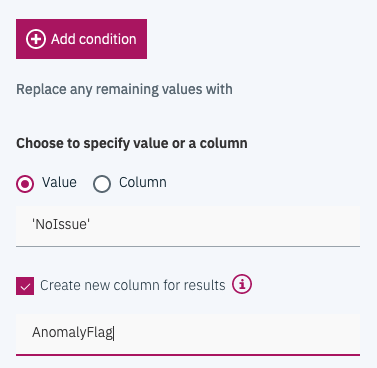 Add condition
Replace any remaining values with
Choose to specify value or a column
Value Column
'NoIssue'
Create new column for results
AnomalyFlag